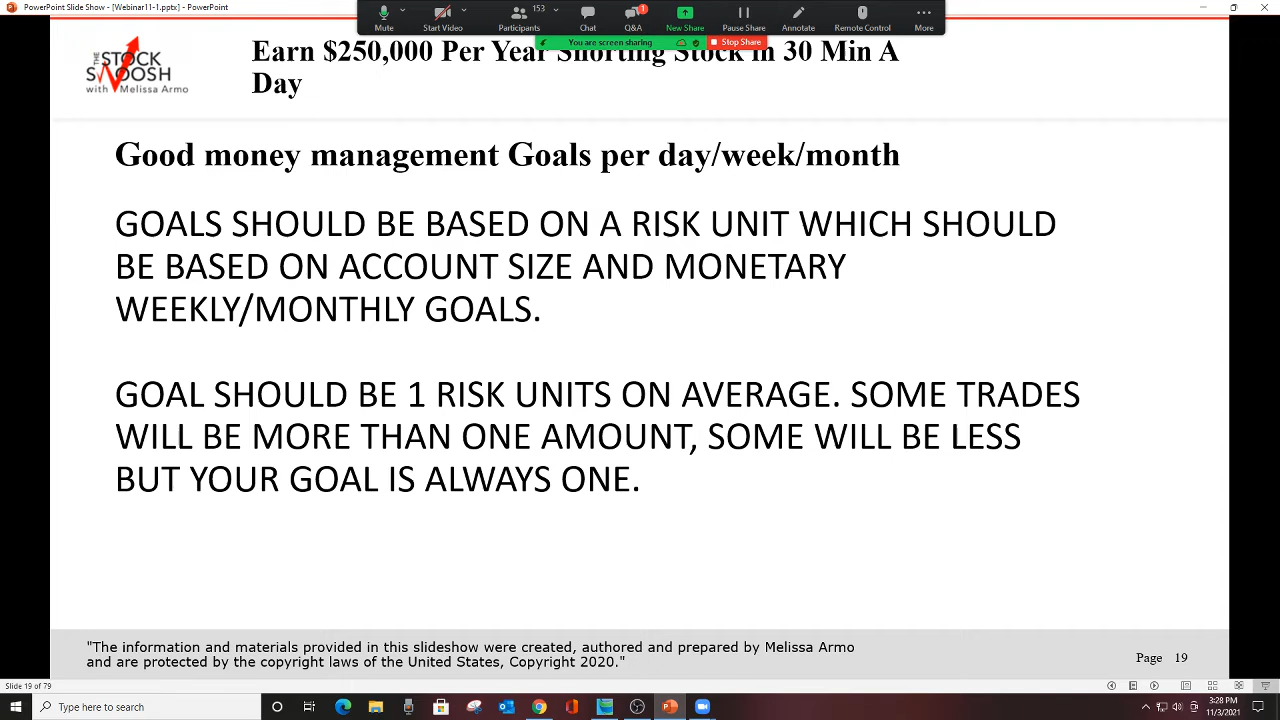 PowerPoint Slide Show - [Webinar11-1.pptx] - PowerPoint
153
1
Mute
Start Video
Participants
Chat
Q&A
New Share
Pause Share
Annotate
Remote Control
More
You are screen sharing
Stop Share
THE
STOCK
SWOOSH
with Melissa Armo
Earn $250,000 Per Year Shorting Stock in 30 Min A
Day
Good money management Goals per day/week/month
GOALS SHOULD BE BASED ON A RISK UNIT WHICH SHOULD
BE BASED ON ACCOUNT SIZE AND MONETARY
WEEKLY/MONTHLY GOALS.
GOAL SHOULD BE 1 RISK UNITS ON AVERAGE. SOME TRADES
WILL BE MORE THAN ONE AMOUNT, SOME WILL BE LESS
BUT YOUR GOAL IS ALWAYS ONE.
"The information and materials provided in this slideshow were created, authored and prepared by Melissa Armo
and are protected by the copyright laws of the United States, Copyright 2020."
Page 19
Slide 19 of 79
Type here to search
3:28 PM
11/3/2021